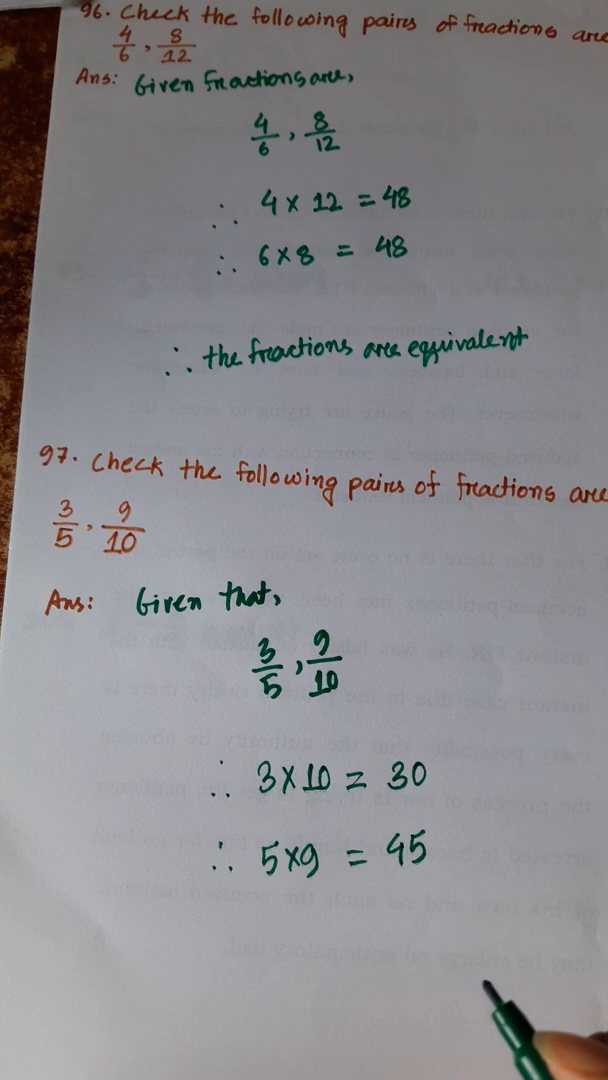 96. Check the following pairs of fractions are
4/6, 8/12
Ans: Given Fractions are,
4/6, 8/12
∴ 4 × 12 = 48
∴ 6 × 8 = 48
∴ the fractions are equivalent
97. Check the following pairs of fractions are
3/5, 9/10
Ans: Given that,
3/5, 9/10
∴ 3 × 10 = 30
∴ 5 × 9 = 45